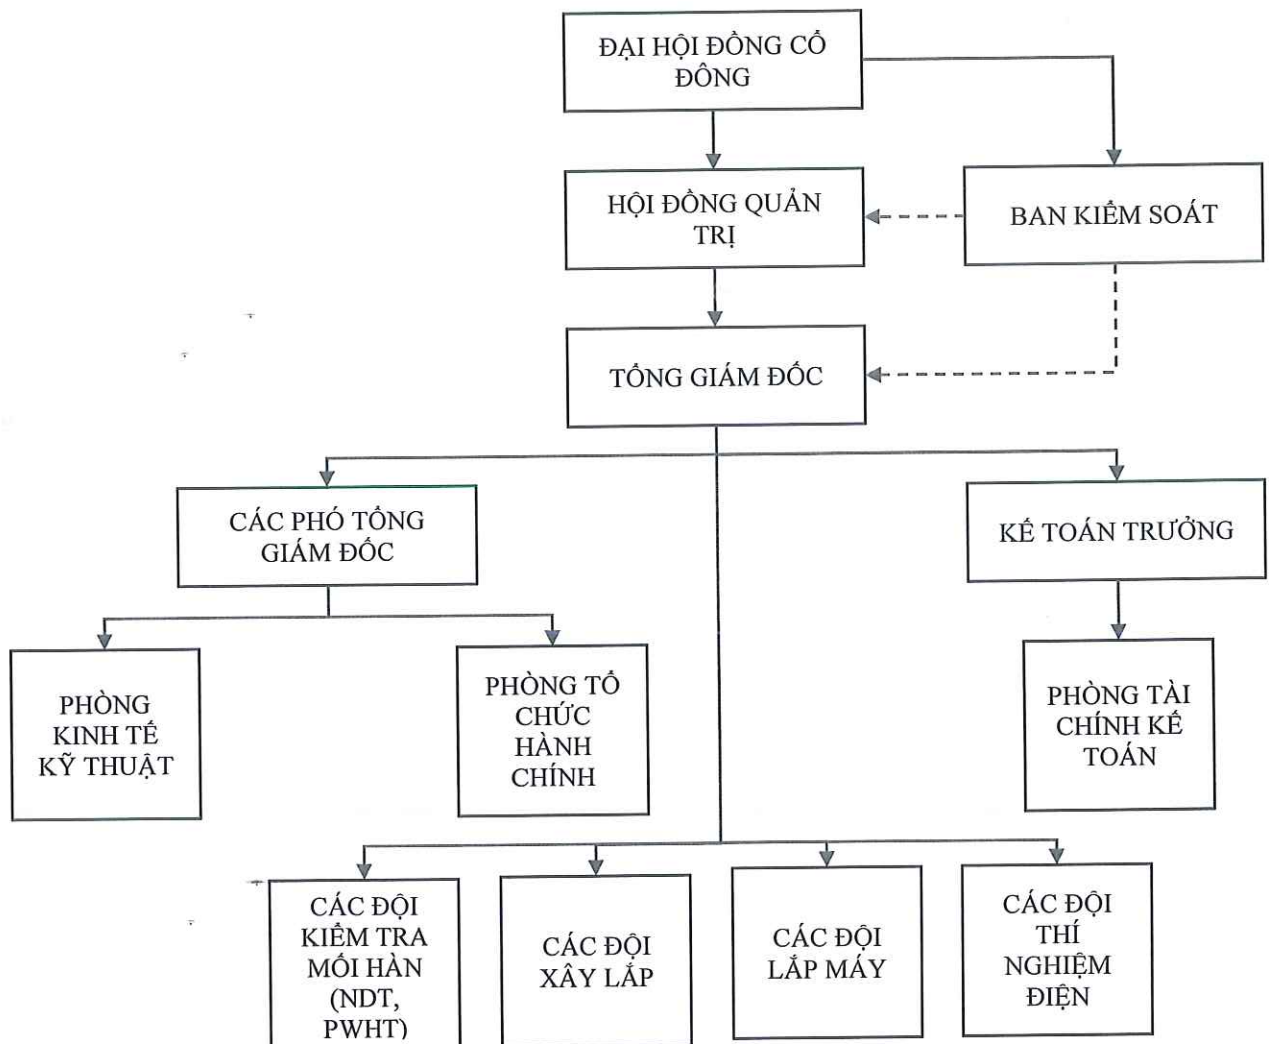 ĐẠI HỘI ĐỒNG CỔ
ĐÔNG
HỘI ĐỒNG QUẢN
TRỊ
BAN KIỂM SOÁT
TỔNG GIÁM ĐỐC
CÁC PHÓ TỔNG
GIÁM ĐỐC
KẾ TOÁN TRƯỞNG
PHÒNG
KINH TẾ
KỸ THUẬT
PHÒNG TỔ
CHỨC
HÀNH
CHÍNH
PHÒNG TÀI
CHÍNH KẾ
TOÁN
CÁC ĐỘI
KIỂM TRA
MỐI HÀN
(NDT,
PWHT)
CÁC ĐỘI
XÂY LẮP
CÁC ĐỘI
LẮP MÁY
CÁC ĐỘI
THÍ
NGHIỆM
ĐIỆN